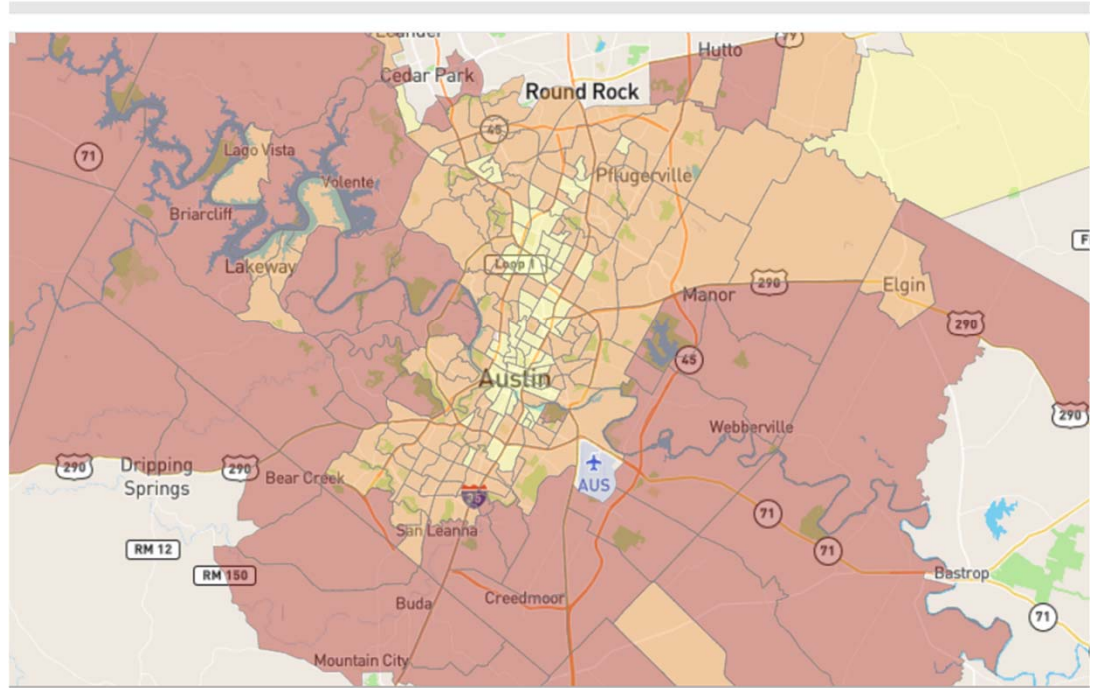 Leander
Hutto
79
Cedar Park
Round Rock
45
71
Lago Vista
Pflugerville
Volente
Briarcliff
F
Loop 1
Lakeway
290
Elgin
Manor
290
45
Austin
290
Webberville
290
Dripping
Springs
290
Bear Creek
AUS
35
71
San Leanna
RM 12
71
RM 150
Bastrop
Buda
Creedmoor
71
Mountain City